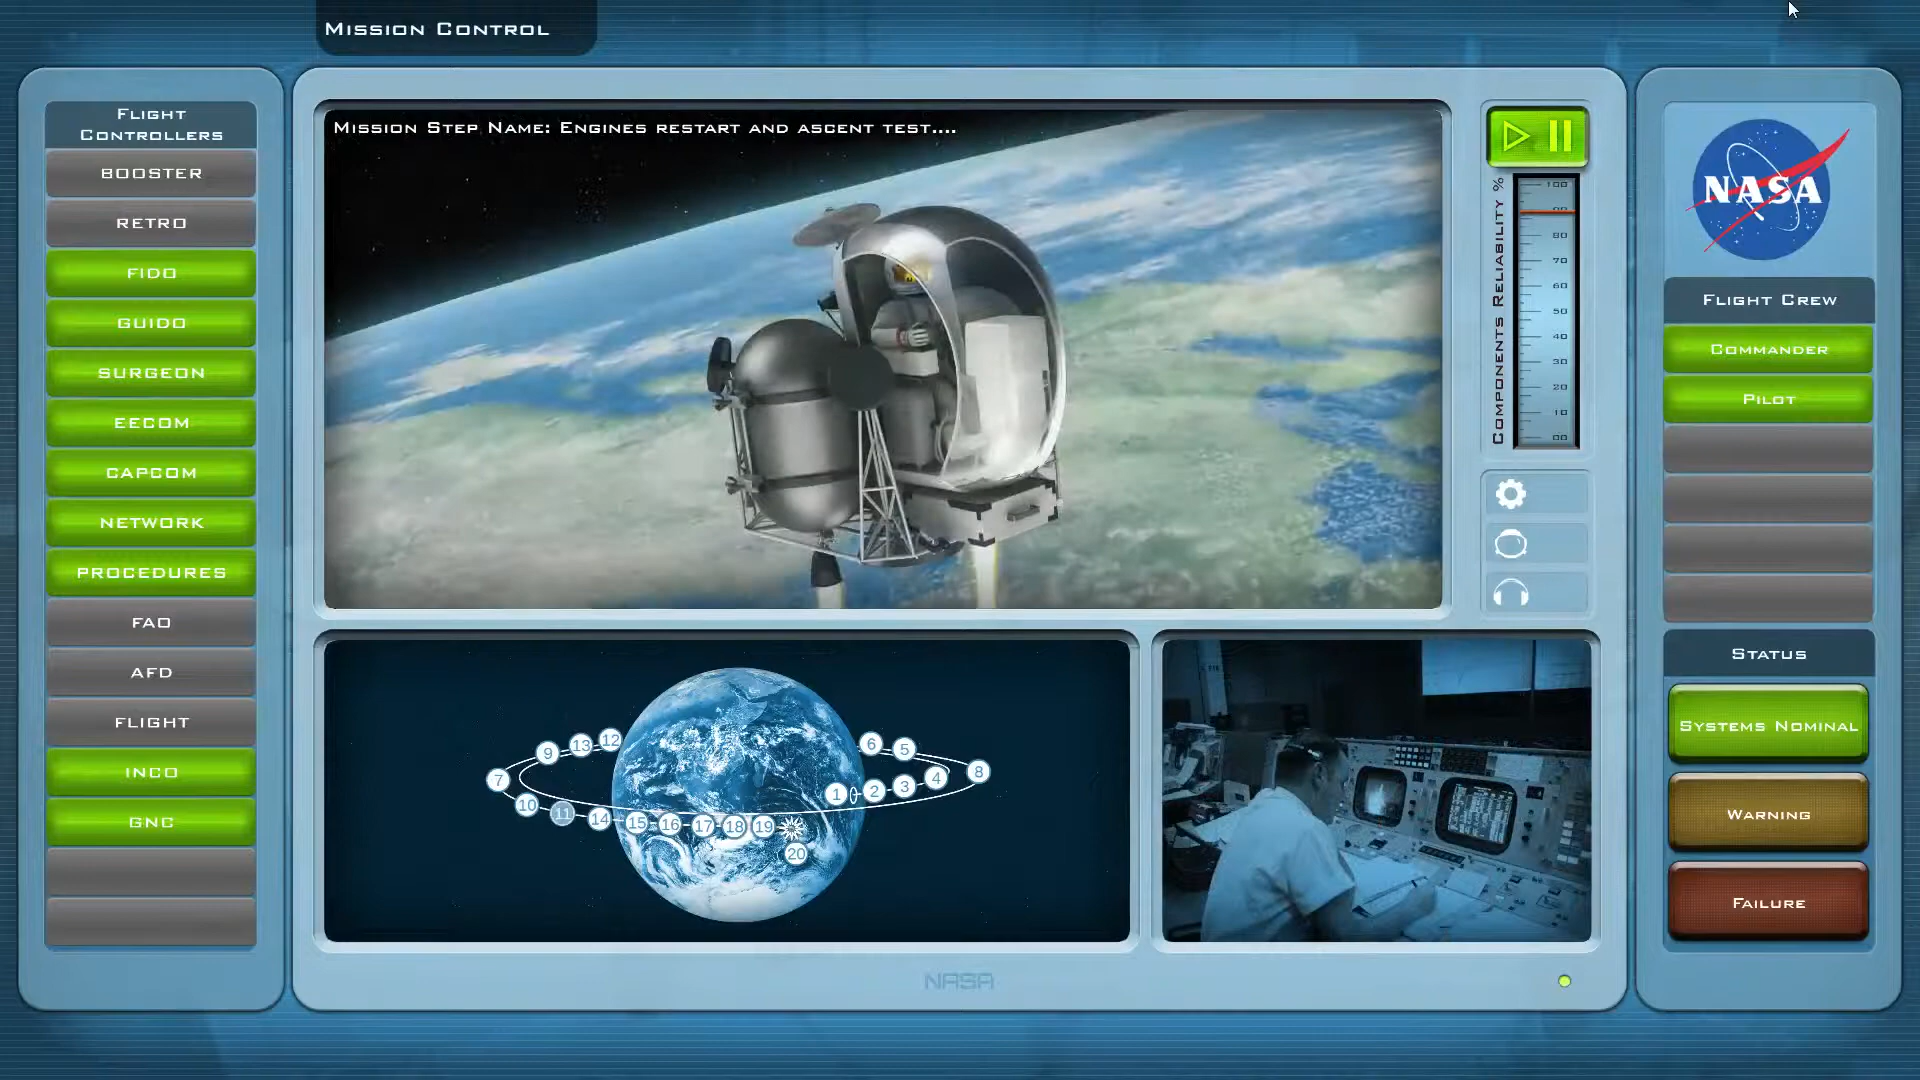 Mission Control
Flight
Controllers
BOOSTER
RETRO
FIDO
GUIDO
SURGEON
EECOM
CAPCOM
NETWORK
PROCEDURES
FAO
AFD
FLIGHT
INCO
GNC
Mission Step Name: Engines restart and ascent test....
Components Reliability %
100
90
80
70
60
50
40
30
20
10
00
NASA
Flight Crew
Commander
Pilot
Status
Systems Nominal
Warning
Failure
12
13
9
7
10
11
14
15
16
17
18
19
20
6
5
8
4
3
2
1
NASA